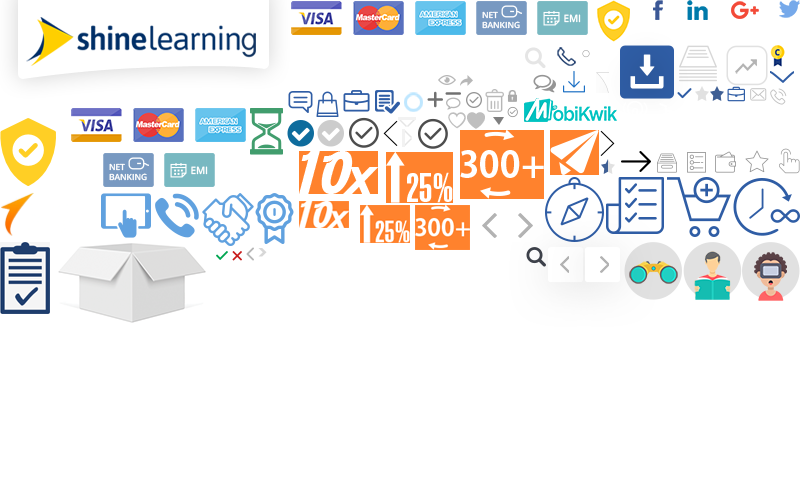 shinelearning
VISA
MasterCard
AMERICAN
EXPRESS
NET
BANKING
EMI
f
in
G+
C
MobiKwik
VISA
MasterCard
AMERICAN
EXPRESS
NET
BANKING
EMI
10x
25%
300+
10x
25%
300+
1